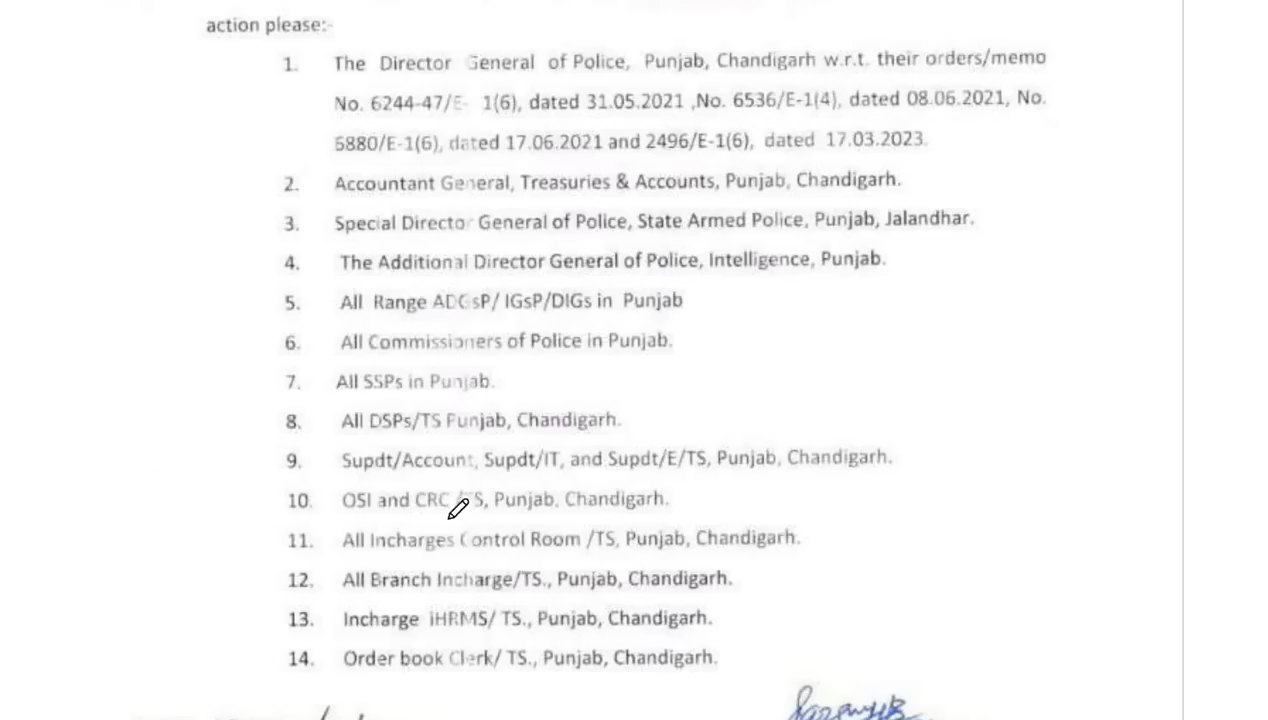 action please:-
1. The Director General of Police, Punjab, Chandigarh w.r.t. their orders/memo
No. 6244-47/E- 1(6), dated 31.05.2021 ,No. 6536/E-1(4), dated 08.06.2021, No.
6880/E-1(6), dated 17.06.2021 and 2496/E-1(6), dated 17.03.2023.
2. Accountant General, Treasuries & Accounts, Punjab, Chandigarh.
3. Special Director General of Police, State Armed Police, Punjab, Jalandhar.
4. The Additional Director General of Police, Intelligence, Punjab.
5. All Range ADGsP/ IGsP/DIGs in Punjab
6. All Commissioners of Police in Punjab.
7. All SSPs in Punjab.
8. All DSPs/TS Punjab, Chandigarh.
9. Supdt/Account, Supdt/IT, and Supdt/E/TS, Punjab, Chandigarh.
10. OSI and CRC /TS, Punjab, Chandigarh.
11. All Incharges Control Room /TS, Punjab, Chandigarh.
12. All Branch Incharge/TS., Punjab, Chandigarh.
13. Incharge iHRMS/ TS., Punjab, Chandigarh.
14. Order book Clerk/ TS., Punjab, Chandigarh.